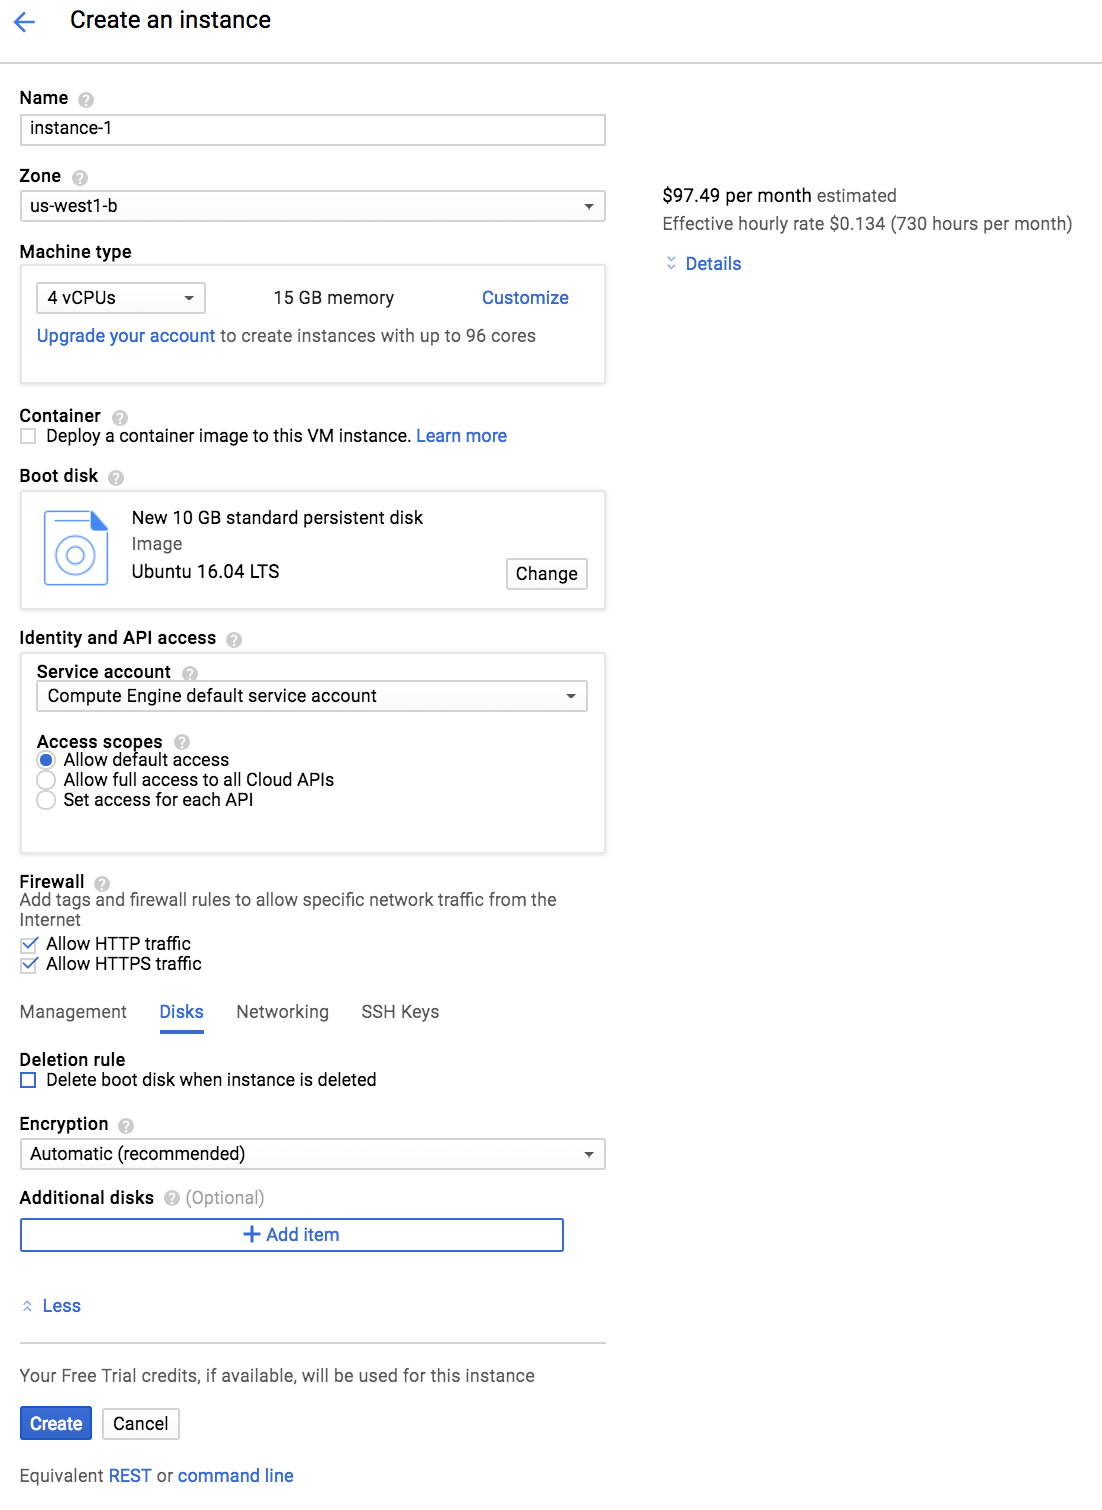 Create an instance
Name
instance-1
Zone
us-west1-b
$97.49 per month estimated
Effective hourly rate $0.134 (730 hours per month)
Details
Machine type
4 vCPUs
15 GB memory
Customize
Upgrade your account to create instances with up to 96 cores
Container
Deploy a container image to this VM instance. Learn more
Boot disk
New 10 GB standard persistent disk
Image
Ubuntu 16.04 LTS
Change
Identity and API access
Service account
Compute Engine default service account
Access scopes
Allow default access
Allow full access to all Cloud APIs
Set access for each API
Firewall
Add tags and firewall rules to allow specific network traffic from the
Internet
Allow HTTP traffic
Allow HTTPS traffic
Management Disks Networking SSH Keys
Deletion rule
Delete boot disk when instance is deleted
Encryption
Automatic (recommended)
Additional disks (Optional)
+ Add item
Less
Your Free Trial credits, if available, will be used for this instance
Create Cancel
Equivalent REST or command line